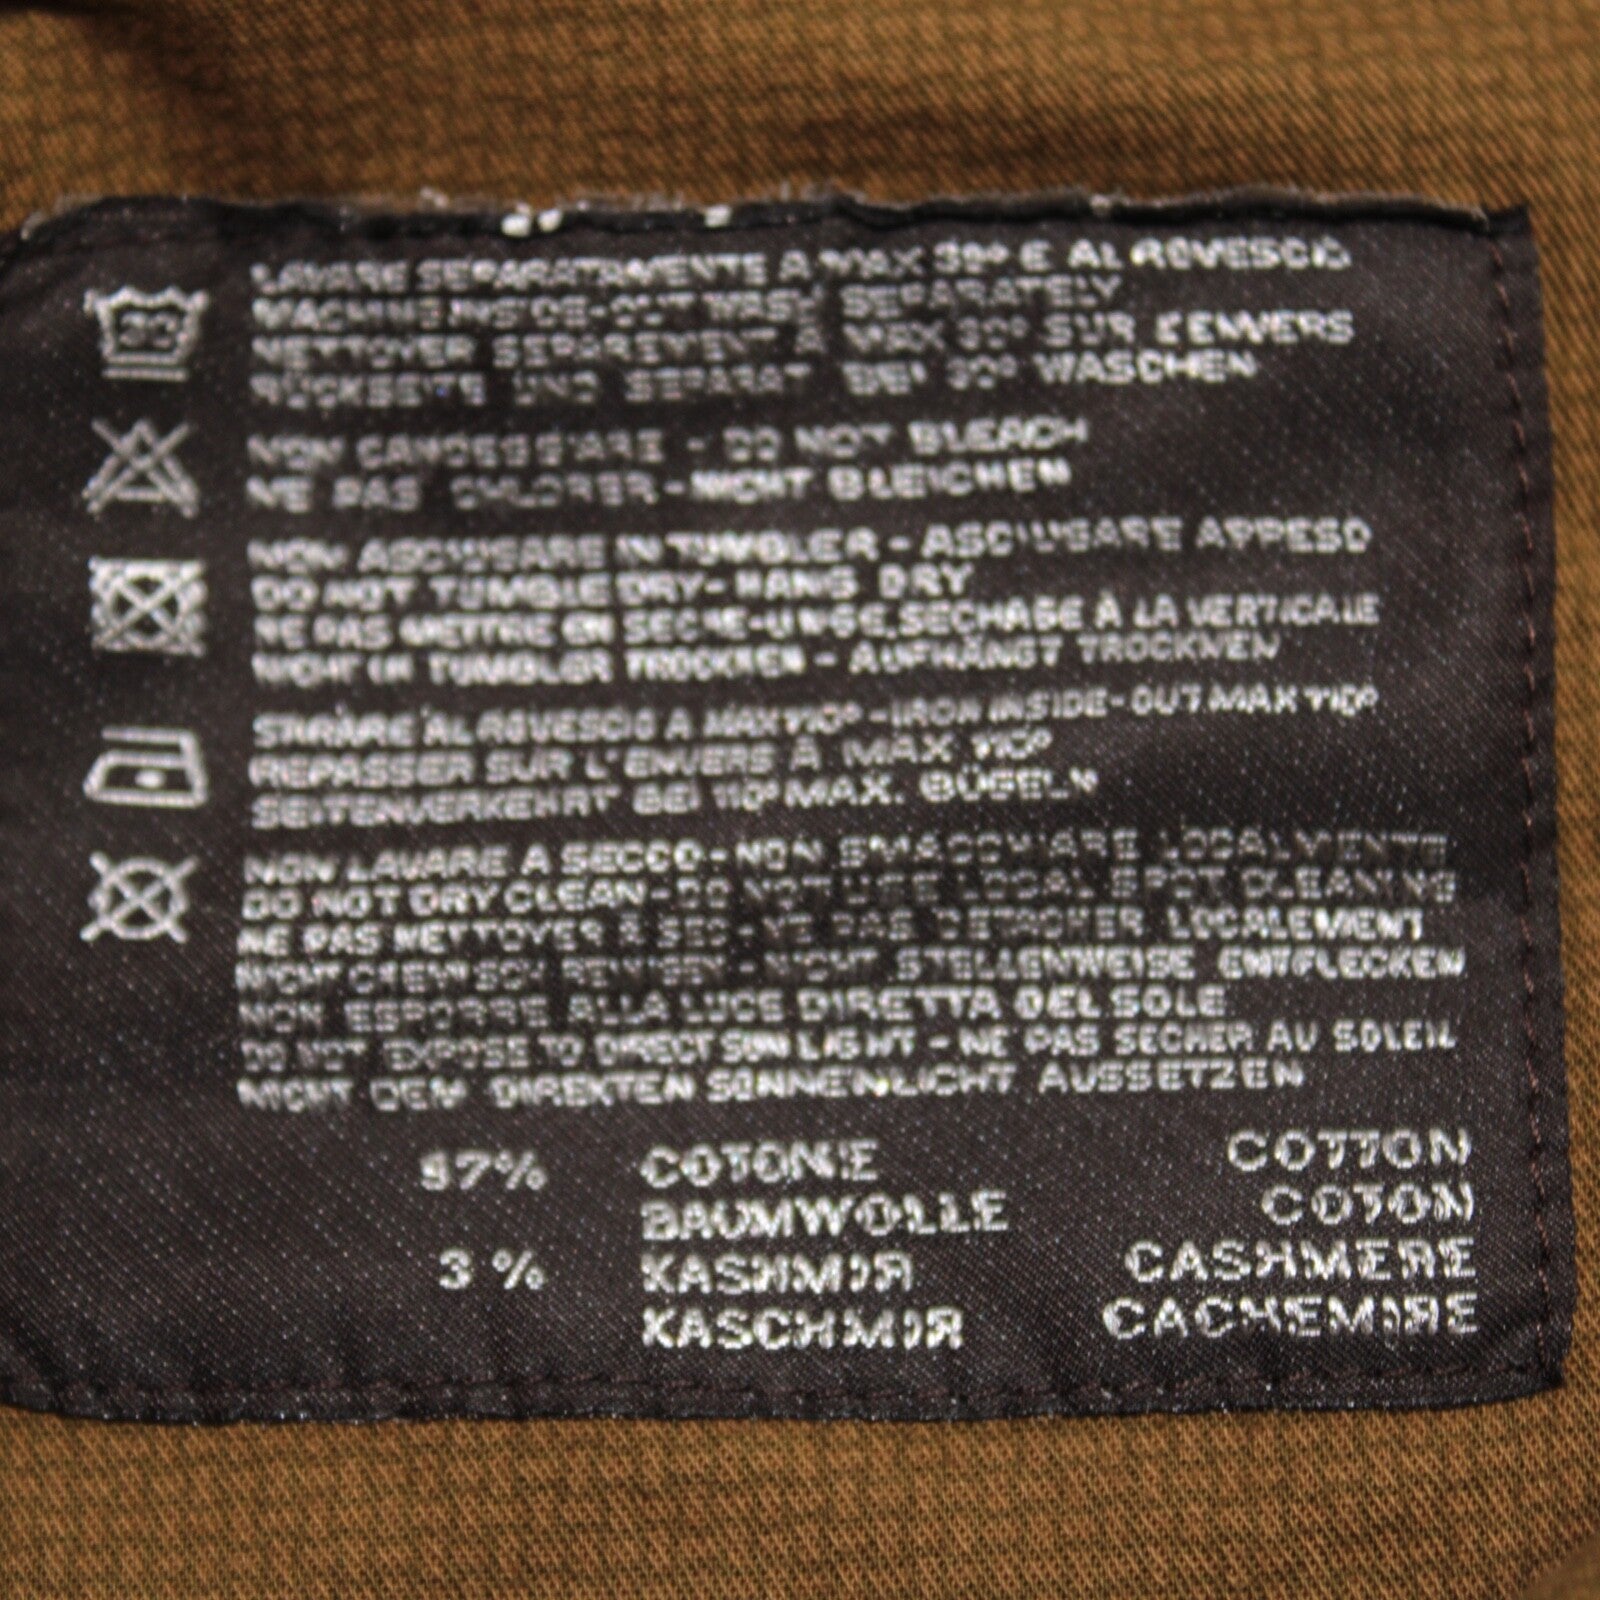 30
LAVARE SEPARATAMENTE A MAX 30° E AL ROVESCIO
MACHINE INSIDE-OUT WASH SEPARATELY
NETTOYER SEPAREMENT A MAX 30° SUR L'ENVERS
RÜCKSEITE UND SEPARAT BEI 30° WASCHEN
NON CANDEGGIARE - DO NOT BLEACH
NE PAS CHLORER - NICHT BLEICHEN
NON ASCIUGARE IN TUMBLER - ASCIUGARE APPESO
DO NOT TUMBLE DRY - HANG DRY
NE PAS METTRE EN SECHE-LINGE, SECHAGE À LA VERTICALE
NICHT IM TUMBLER TROCKNEN - AUFHÄNGT TROCKNEN
STIRARE AL ROVESCIO A MAX 110° - IRON INSIDE-OUT MAX 110°
REPASSER SUR L'ENVERS À MAX 110°
SEITENVERKEHRT BEI 110° MAX. BÜGELN
NON LAVARE A SECCO - NON SMACCHIARE LOCALMENTE
DO NOT DRY CLEAN - DO NOT USE LOCAL SPOT CLEANING
NE PAS NETTOYER À SEC - NE PAS DETACHER LOCALEMENT
NICHT CHEMISCH REINIGEN - NICHT STELLENWEISE ENTFLECKEN
NON ESPORRE ALLA LUCE DIRETTA DEL SOLE
DO NOT EXPOSE TO DIRECT SUN LIGHT - NE PAS SECHER AU SOLEIL
NICHT DEM DIREKTEN SONNENLICHT AUSSETZEN
97% COTONE COTTON
BAUMWOLLE COTON
3% KASHMIR CASHMERE
KASCHMIR CACHEMIRE